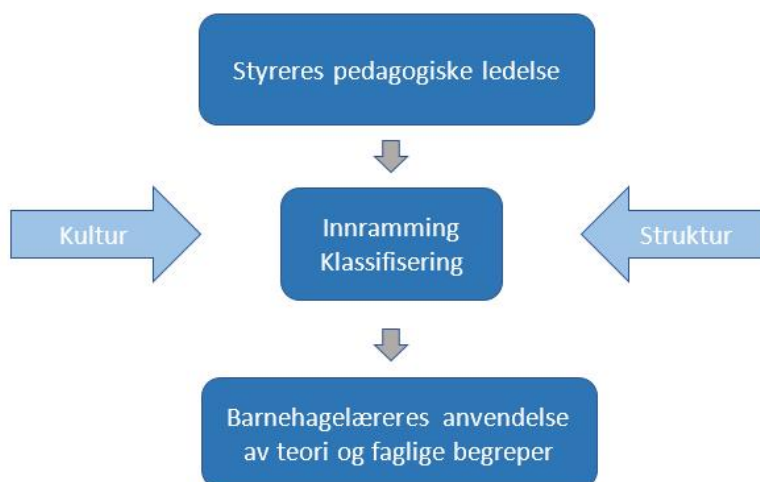 Styreres pedagogiske ledelse
Kultur
Innramming
Klassifisering
Struktur
Barnehagelæreres anvendelse
av teori og faglige begreper